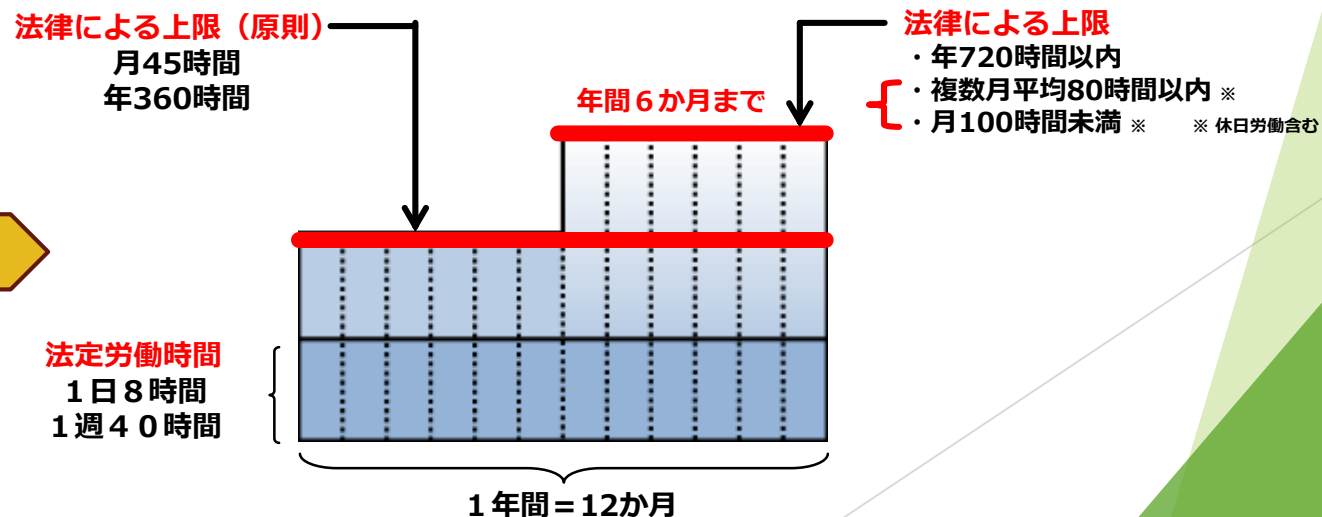 法律による上限（原則）
月45時間
年360時間
法律による上限
・年720時間以内
・複数月平均80時間以内 ※
・月100時間未満 ※ ※ 休日労働含む
年間６か月まで
法定労働時間
１日８時間
１週４０時間
１年間＝12か月